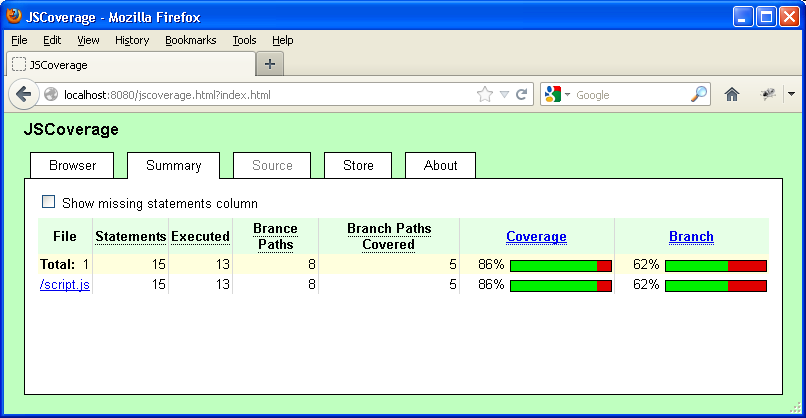 JSCoverage - Mozilla Firefox
File Edit View History Bookmarks Tools Help
JSCoverage
localhost:8080/jscoverage.html?index.html Google
JSCoverage
Browser Summary Source Store About
Show missing statements column
File Statements Executed Brance Paths Branch Paths Covered Coverage Branch
Total: 1 15 13 8 5 86% 62%
/script.js 15 13 8 5 86% 62%